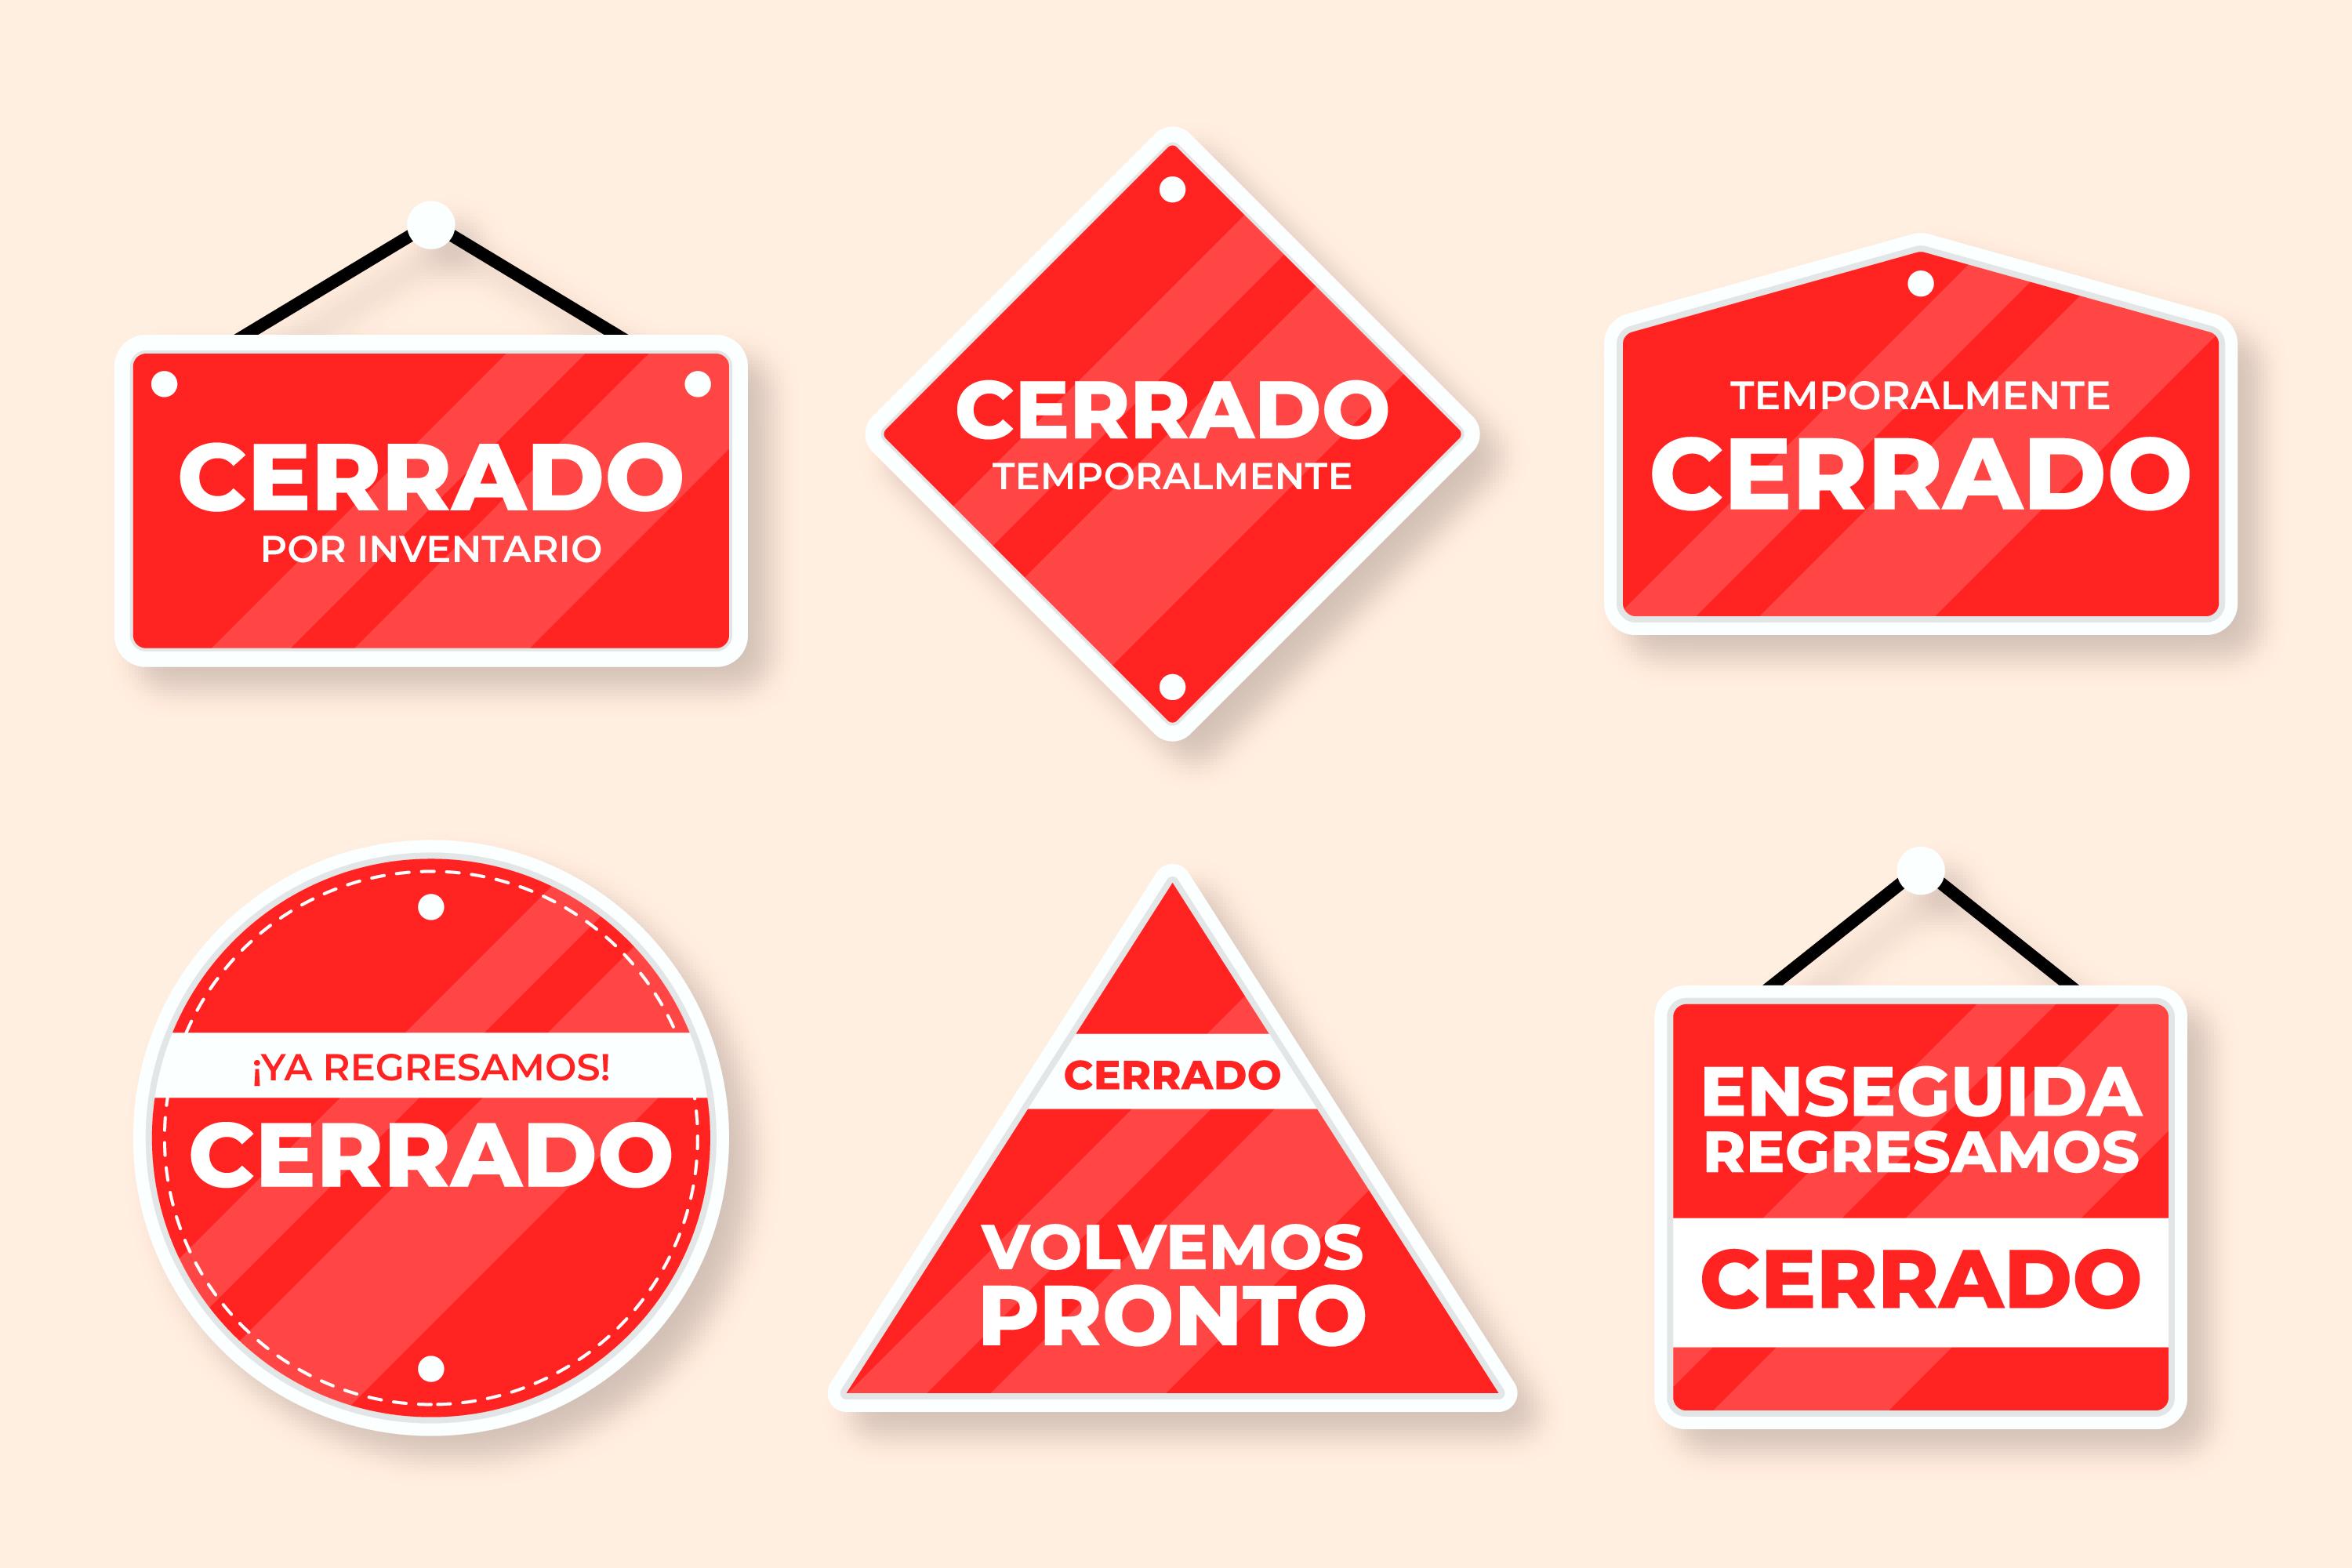 CERRADO
POR INVENTARIO
CERRADO
TEMPORALMENTE
TEMPORALMENTE
CERRADO
¡YA REGRESAMOS!
CERRADO
CERRADO
VOLVEMOS
PRONTO
ENSEGUIDA
REGRESAMOS
CERRADO